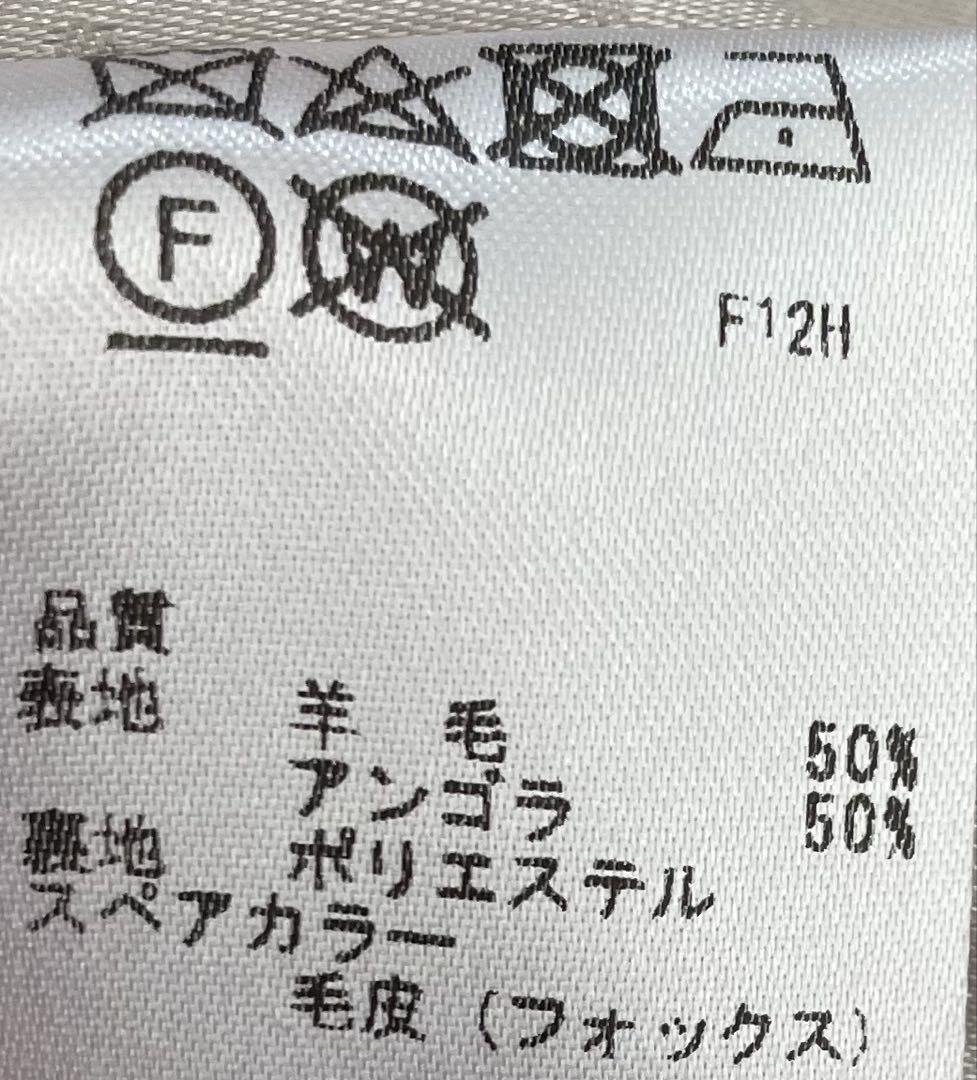 F
W
F12H
品質
表地 羊 毛 50%
アンゴラ 50%
裏地 ポリエステル
スペアカラー
毛皮 (フォックス)